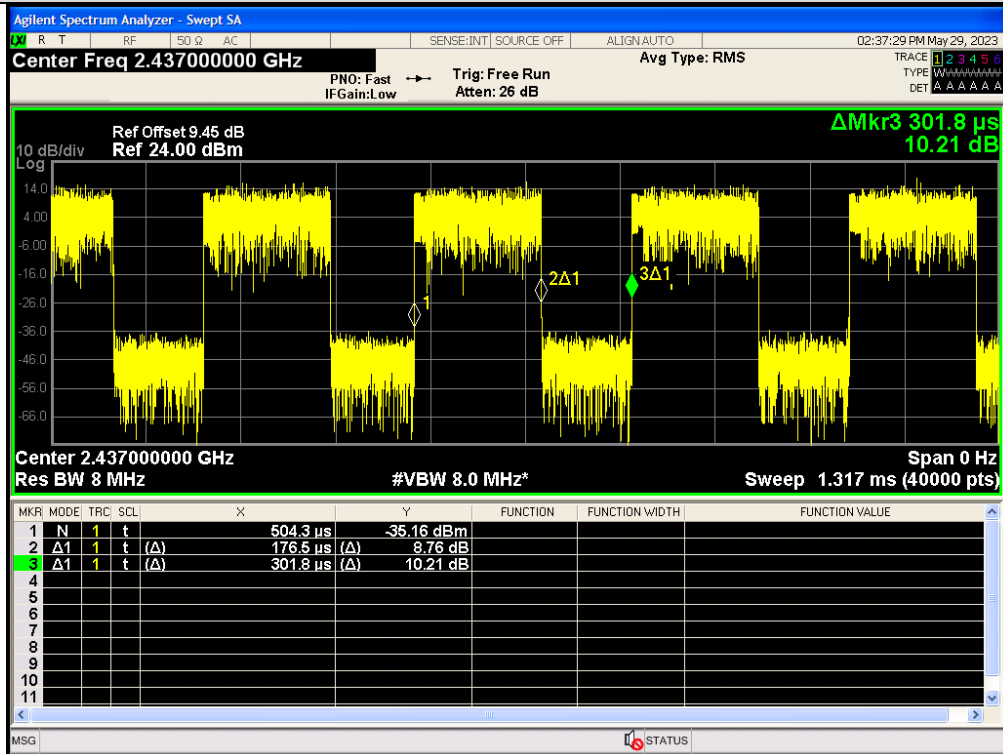 Agilent Spectrum Analyzer - Swept SA
LXI R T RF 50 Ω AC SENSE:INT SOURCE OFF ALIGN AUTO 02:37:29 PM May 29, 2023
Center Freq 2.437000000 GHz
Avg Type: RMS
TRACE 1 2 3 4 5 6
PNO: Fast Trig: Free Run
TYPE W
IFGain:Low Atten: 26 dB
DET A A A A A A
ΔMkr3 301.8 µs
10.21 dB
Ref Offset 9.45 dB
10 dB/div Ref 24.00 dBm
Log
14.0
4.00
-6.00
-16.0
-26.0
-36.0
-46.0
-56.0
-66.0
1
2Δ1
3Δ1
Center 2.437000000 GHz Span 0 Hz
Res BW 8 MHz #VBW 8.0 MHz* Sweep 1.317 ms (40000 pts)
MKR MODE TRC SCL X Y FUNCTION FUNCTION WIDTH FUNCTION VALUE
1 N 1 t 504.3 µs -35.16 dBm
2 Δ1 1 t (Δ) 176.5 µs (Δ) 8.76 dB
3 Δ1 1 t (Δ) 301.8 µs (Δ) 10.21 dB
4
5
6
7
8
9
10
11
MSG STATUS